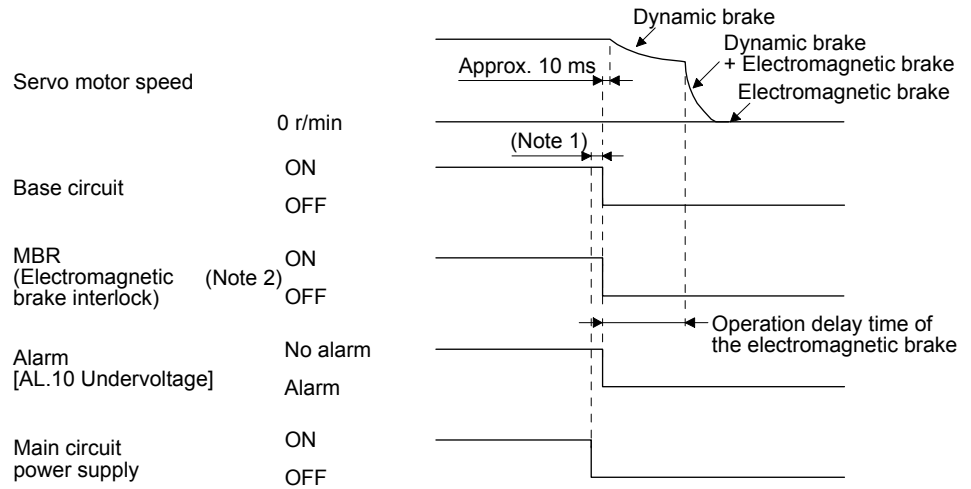 Dynamic brake
Dynamic brake
+ Electromagnetic brake
Approx. 10 ms
Servo motor speed
Electromagnetic brake
0 r/min
(Note 1)
ON
Base circuit
OFF
MBR
(Electromagnetic
brake interlock)
(Note 2)
ON
OFF
Operation delay time of
the electromagnetic brake
No alarm
Alarm
[AL.10 Undervoltage]
Alarm
ON
Main circuit
power supply
OFF